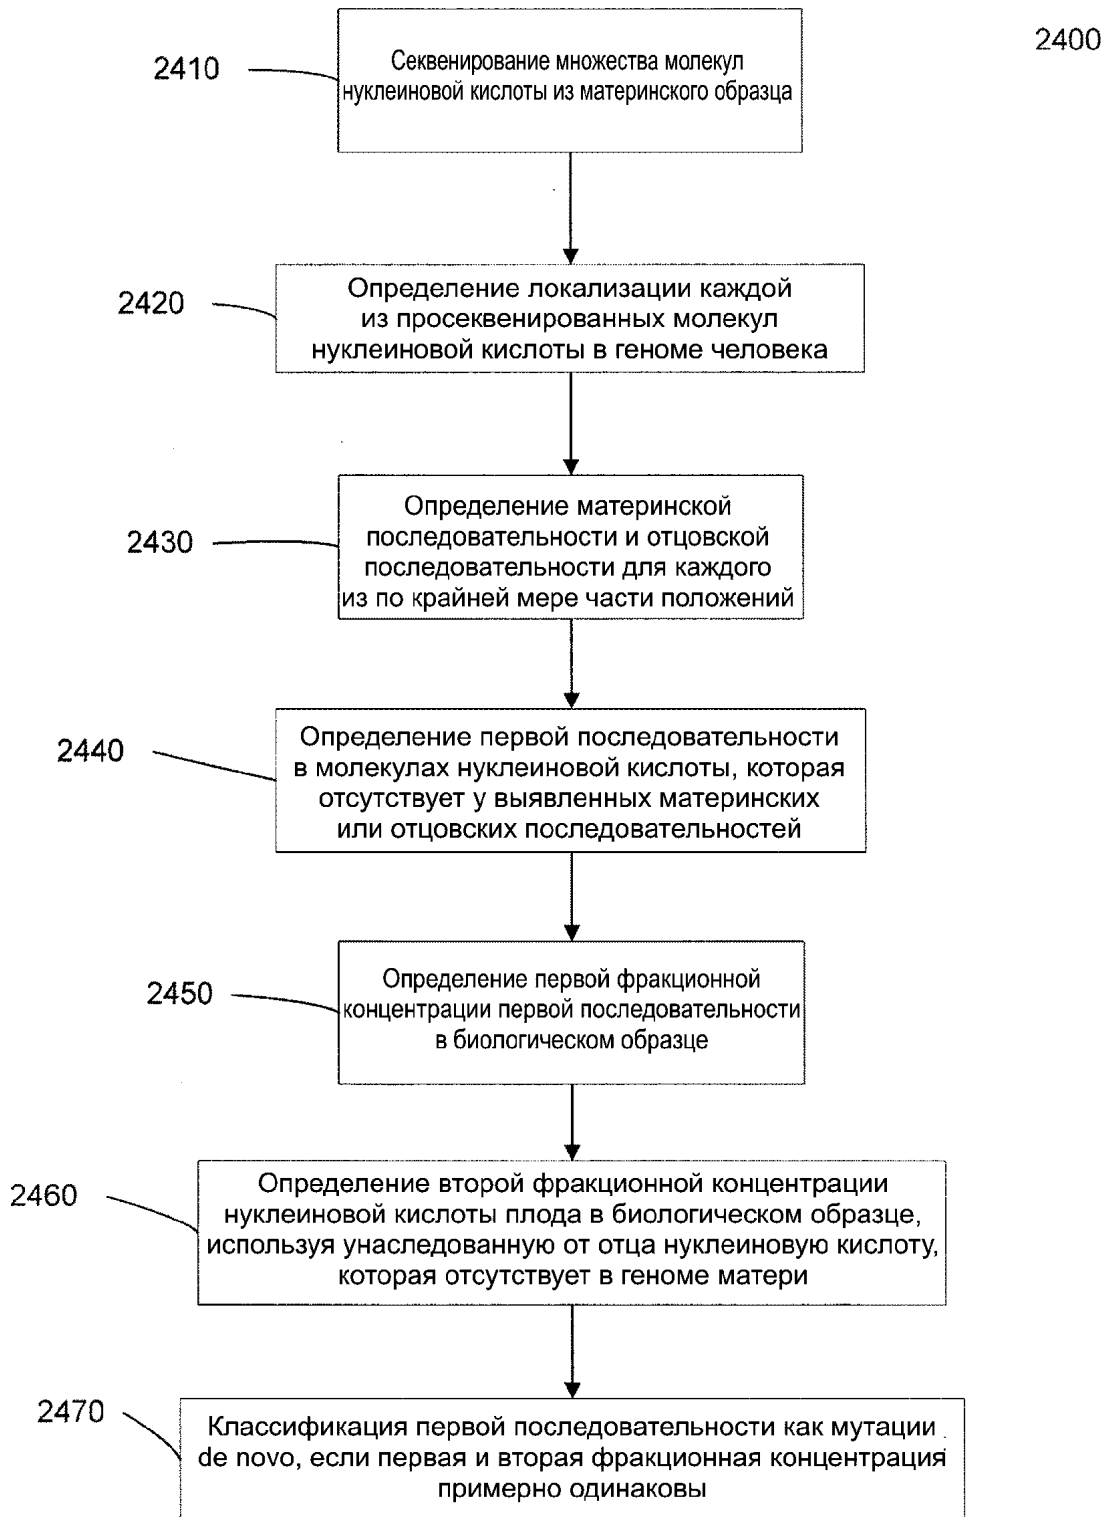 2400
2410
Секвенирование множества молекул
нуклеиновой кислоты из материнского образца
2420
Определение локализации каждой
из просеквенированных молекул
нуклеиновой кислоты в геноме человека
2430
Определение материнской
последовательности и отцовской
последовательности для каждого
из по крайней мере части положений
2440
Определение первой последовательности
в молекулах нуклеиновой кислоты, которая
отсутствует у выявленных материнских
или отцовских последовательностей
2450
Определение первой фракционной
концентрации первой последовательности
в биологическом образце
2460
Определение второй фракционной концентрации
нуклеиновой кислоты плода в биологическом образце,
используя унаследованную от отца нуклеиновую кислоту,
которая отсутствует в геноме матери
2470
Классификация первой последовательности как мутации
de novo, если первая и вторая фракционная концентрация
примерно одинаковы